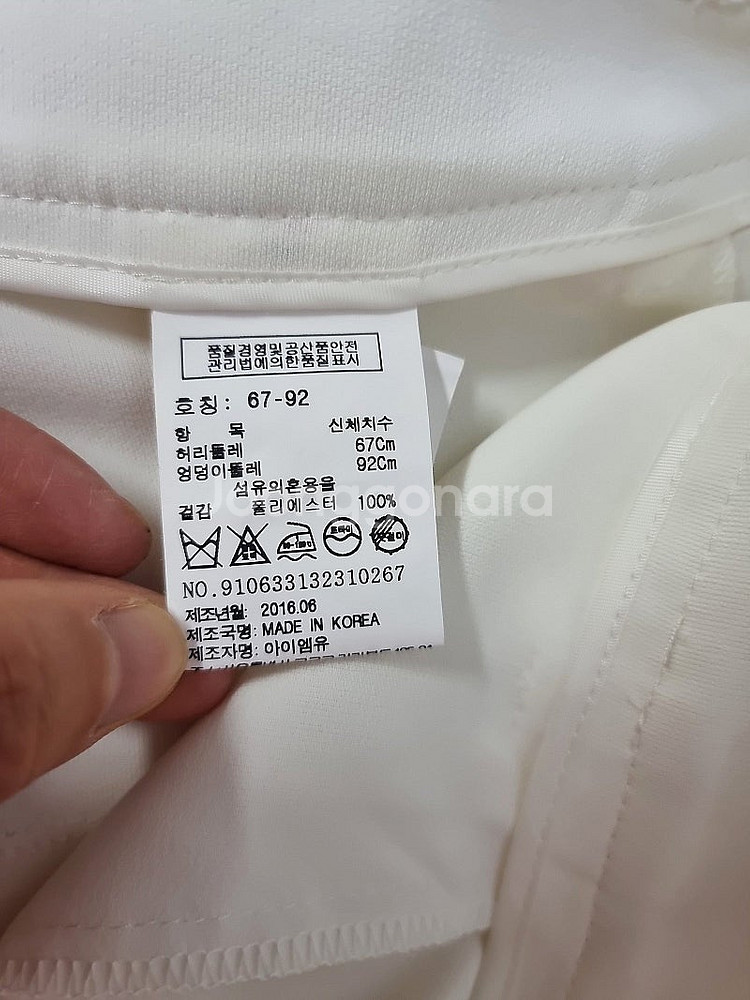 품질경영및공산품안전
관리법에의한품질표시
호칭: 67-92
항 목 신체치수
허리둘레 67Cm
엉덩이둘레 92Cm
섬유의혼용율
겉감 폴리에스터 100%
Joonggonara
드라이
NO.910633132310267
제조년월: 2016.06
제조국명: MADE IN KOREA
제조자명: 아이엠유